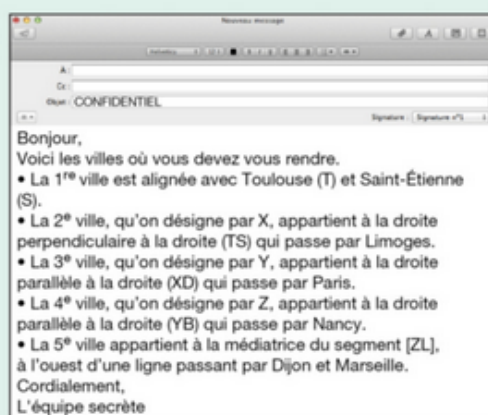 Nouveau message
A :
Cc :
Objet : CONFIDENTIEL
Signature : Signature n°1
Bonjour,
Voici les villes où vous devez vous rendre.
• La 1re ville est alignée avec Toulouse (T) et Saint-Étienne
(S).
• La 2e ville, qu'on désigne par X, appartient à la droite
perpendiculaire à la droite (TS) qui passe par Limoges.
• La 3e ville, qu'on désigne par Y, appartient à la droite
parallèle à la droite (XD) qui passe par Paris.
• La 4e ville, qu'on désigne par Z, appartient à la droite
parallèle à la droite (YB) qui passe par Nancy.
• La 5e ville appartient à la médiatrice du segment [ZL],
à l'ouest d'une ligne passant par Dijon et Marseille.
Cordialement,
L'équipe secrète